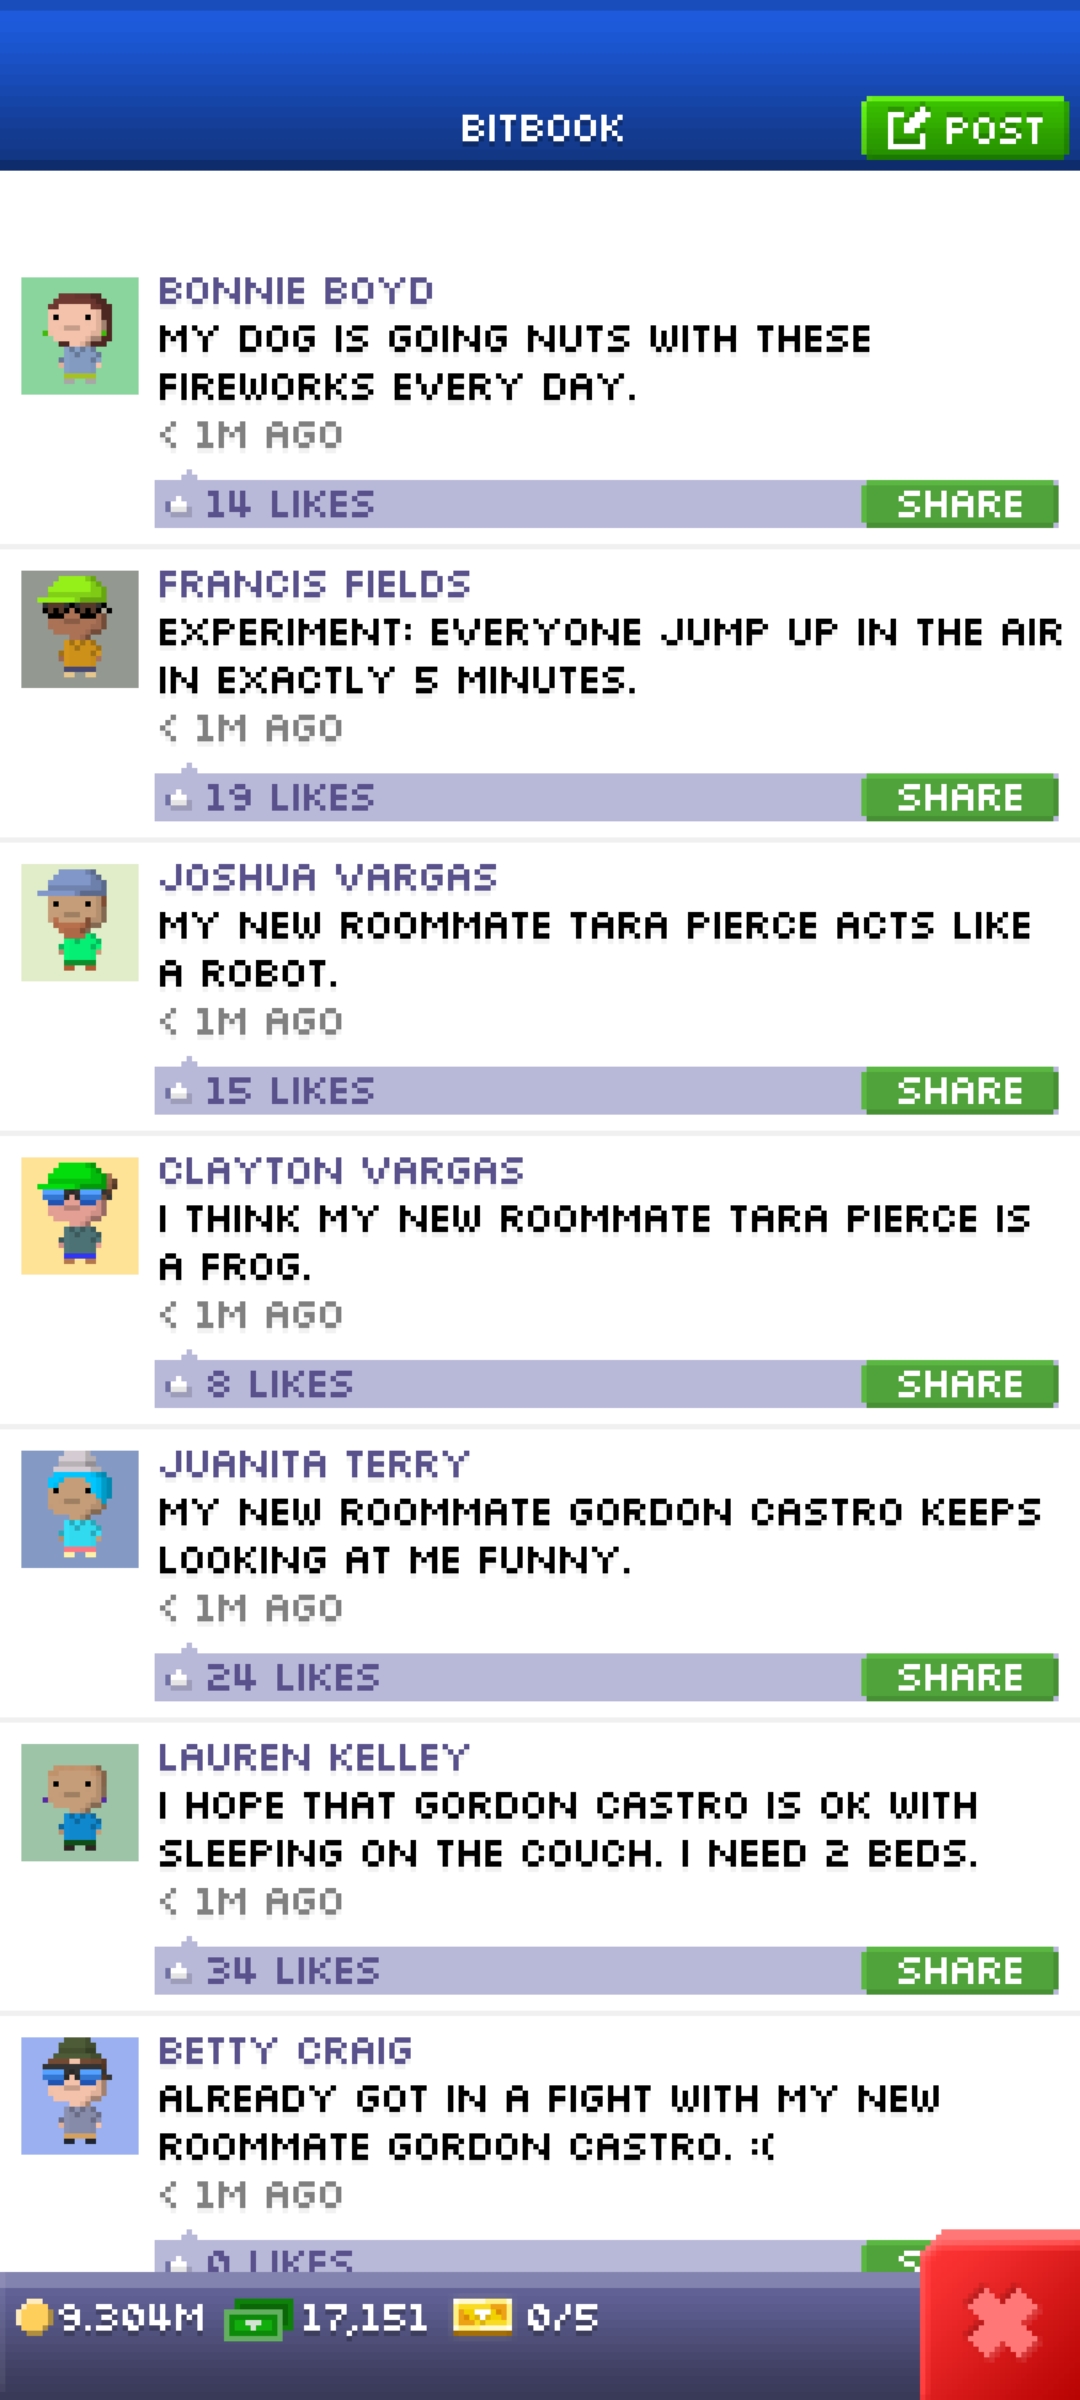 BITBOOK
POST
BONNIE BOYD
MY DOG IS GOING NUTS WITH THESE
FIREWORKS EVERY DAY.
< 1M AGO
14 LIKES
SHARE
FRANCIS FIELDS
EXPERIMENT: EVERYONE JUMP UP IN THE AIR
IN EXACTLY 5 MINUTES.
< 1M AGO
19 LIKES
SHARE
JOSHUA VARGAS
MY NEW ROOMMATE TARA PIERCE ACTS LIKE
A ROBOT.
< 1M AGO
15 LIKES
SHARE
CLAYTON VARGAS
I THINK MY NEW ROOMMATE TARA PIERCE IS
A FROG.
< 1M AGO
8 LIKES
SHARE
JUANITA TERRY
MY NEW ROOMMATE GORDON CASTRO KEEPS
LOOKING AT ME FUNNY.
< 1M AGO
24 LIKES
SHARE
LAUREN KELLEY
I HOPE THAT GORDON CASTRO IS OK WITH
SLEEPING ON THE COUCH. I NEED 2 BEDS.
< 1M AGO
34 LIKES
SHARE
BETTY CRAIG
ALREADY GOT IN A FIGHT WITH MY NEW
ROOMMATE GORDON CASTRO. :(
< 1M AGO
0 LIKES
9.304M
17,151
0/5